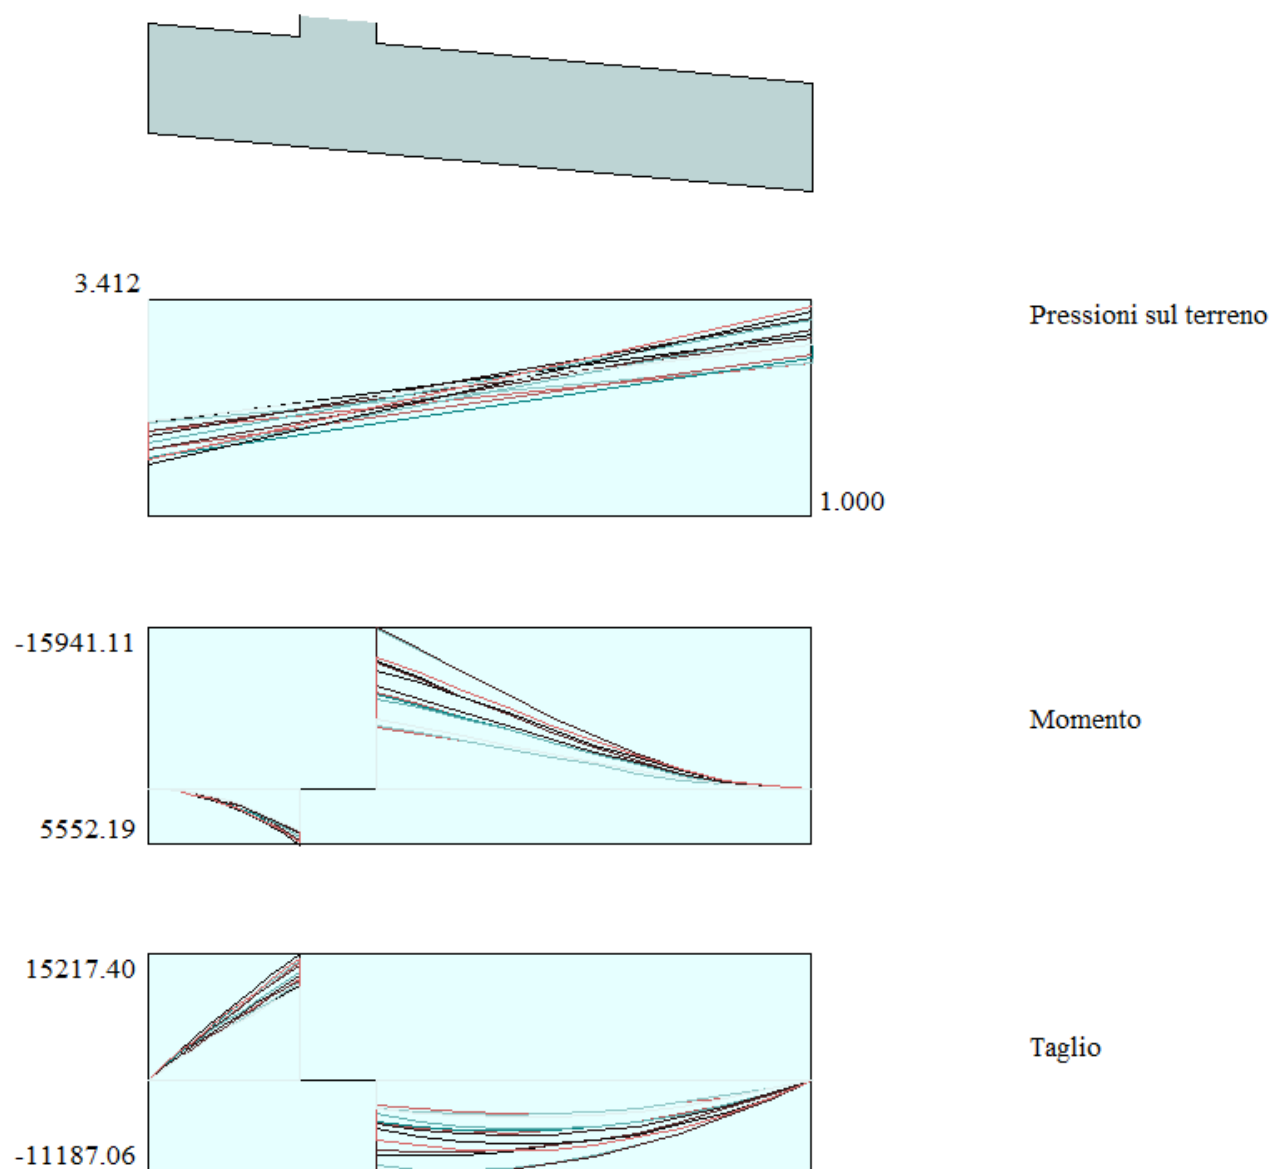 3.412
Pressioni sul terreno
1.000
-15941.11
Momento
5552.19
15217.40
Taglio
-11187.06